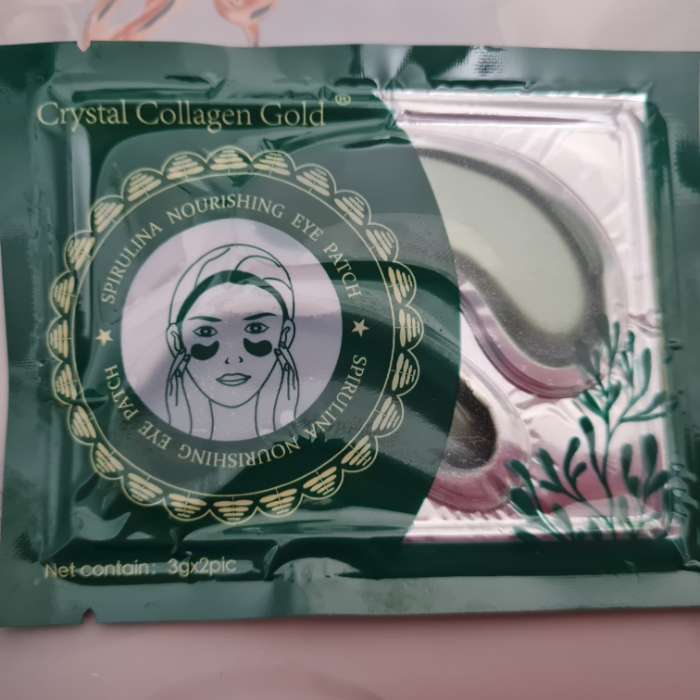 Crystal Collagen Gold ®
SPIRULINA NOURISHING EYE PATCH
SPIRULINA NOURISHING EYE PATCH
Net contain: 3gx2pic